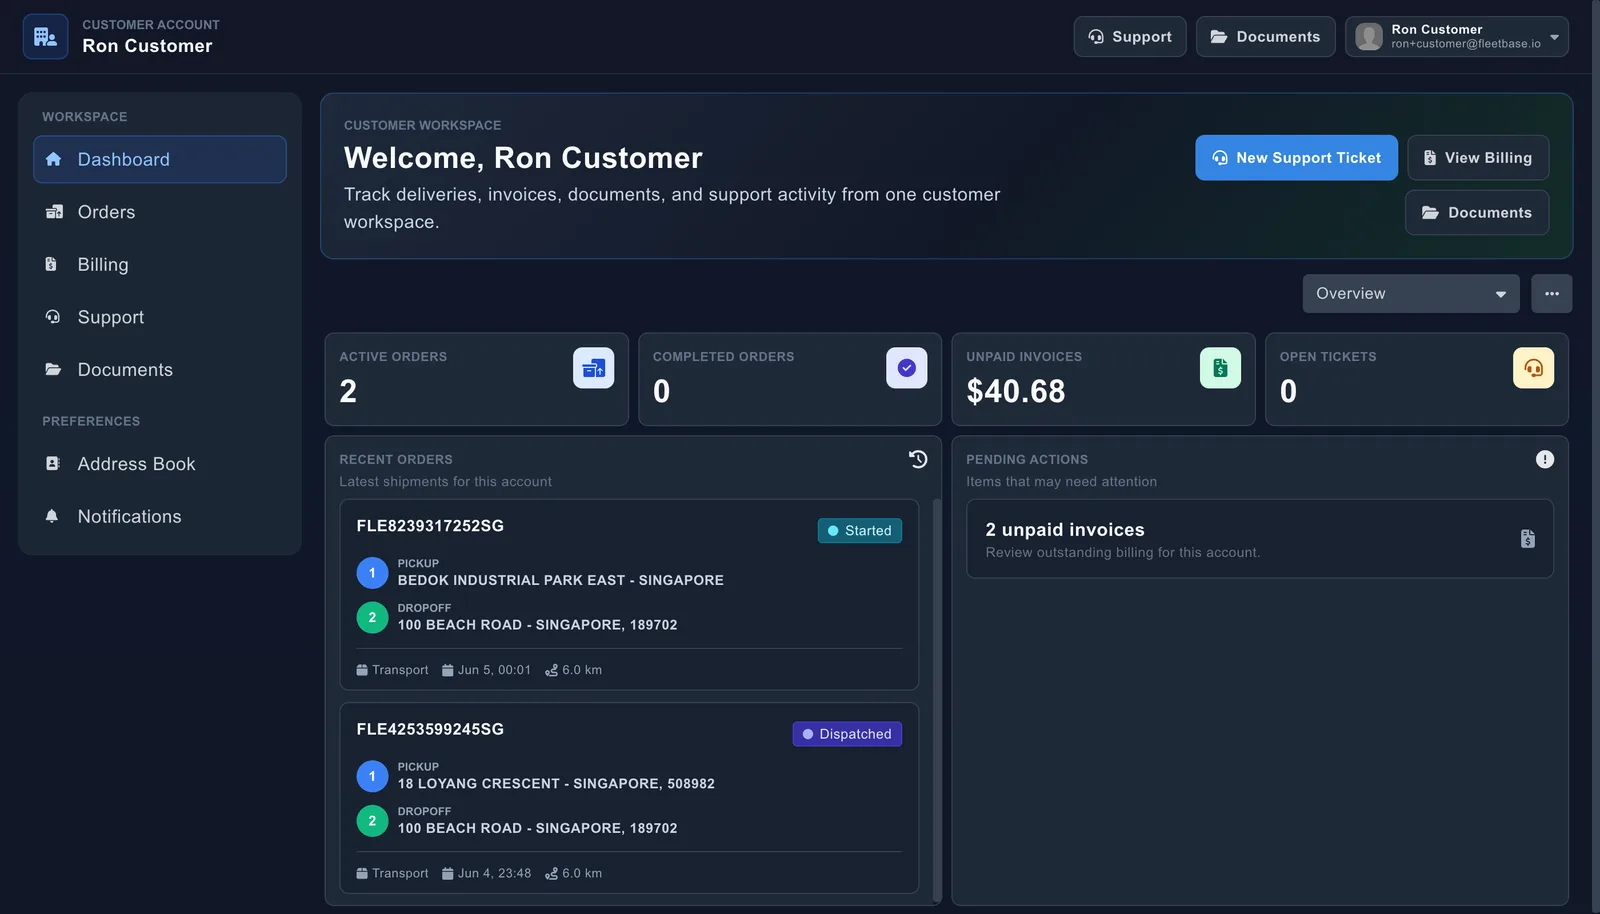 CUSTOMER ACCOUNT
Ron Customer
Support
Documents
Ron Customer
ron+customer@fleetbase.io
WORKSPACE
Dashboard
Orders
Billing
Support
Documents
PREFERENCES
Address Book
Notifications
CUSTOMER WORKSPACE
Welcome, Ron Customer
Track deliveries, invoices, documents, and support activity from one customer
workspace.
New Support Ticket
View Billing
Documents
Overview
ACTIVE ORDERS
2
COMPLETED ORDERS
0
UNPAID INVOICES
$40.68
OPEN TICKETS
0
RECENT ORDERS
Latest shipments for this account
FLE8239317252SG
Started
1
PICKUP
BEDOK INDUSTRIAL PARK EAST - SINGAPORE
2
DROPOFF
100 BEACH ROAD - SINGAPORE, 189702
Transport
Jun 5, 00:01
6.0 km
FLE4253599245SG
Dispatched
1
PICKUP
18 LOYANG CRESCENT - SINGAPORE, 508982
2
DROPOFF
100 BEACH ROAD - SINGAPORE, 189702
Transport
Jun 4, 23:48
6.0 km
PENDING ACTIONS
Items that may need attention
2 unpaid invoices
Review outstanding billing for this account.